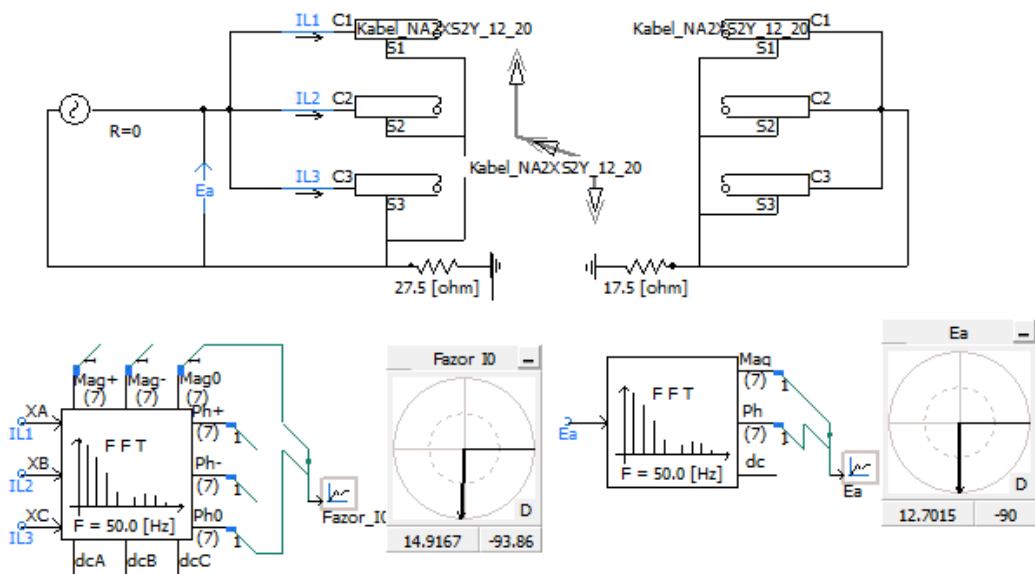 IL1 C1
Kabel_NA2XS2Y_12_20
S1
IL2 C2
S2
R=0
Ea
IL3 C3
S3
27.5 [ohm]
Kabel_NA2XS2Y_12_20
Kabel_NA2XS2Y_12_20
C1
S1
C2
S2
C3
S3
17.5 [ohm]
1 1 1
Mag+ Mag- Mag0
(7) (7) (7)
XA
IL1
XB
IL2
XC
IL3
F F T
F = 50.0 [Hz]
Ph+
(7) 1
Ph-
(7) 1
Ph0
(7) 1
dcA dcB dcC
Fazor_I0
Fazor I0
D
14.9167 -93.86
Ea
F F T
F = 50.0 [Hz]
Mag
(7) 1
Ph
(7) 1
dc
Ea
Ea
D
12.7015 -90